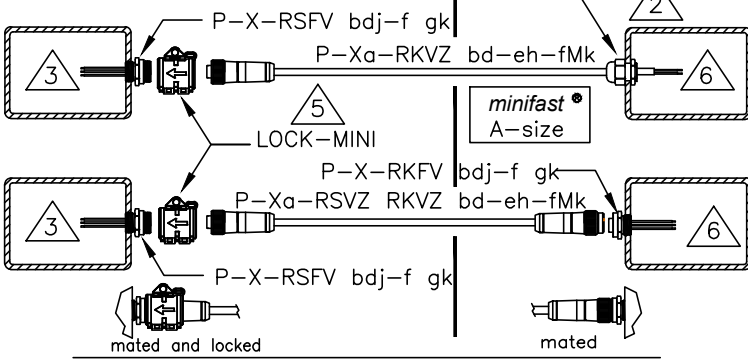 P-X-RSFV bdj-f gk
2
P-Xa-RKVZ bd-eh-fMk
3
6
5
minifast ®
A-size
LOCK-MINI
P-X-RKFV bdj-f gk
P-Xa-RSVZ RKVZ bd-eh-fMk
3
6
P-X-RSFV bdj-f gk
mated and locked
mated